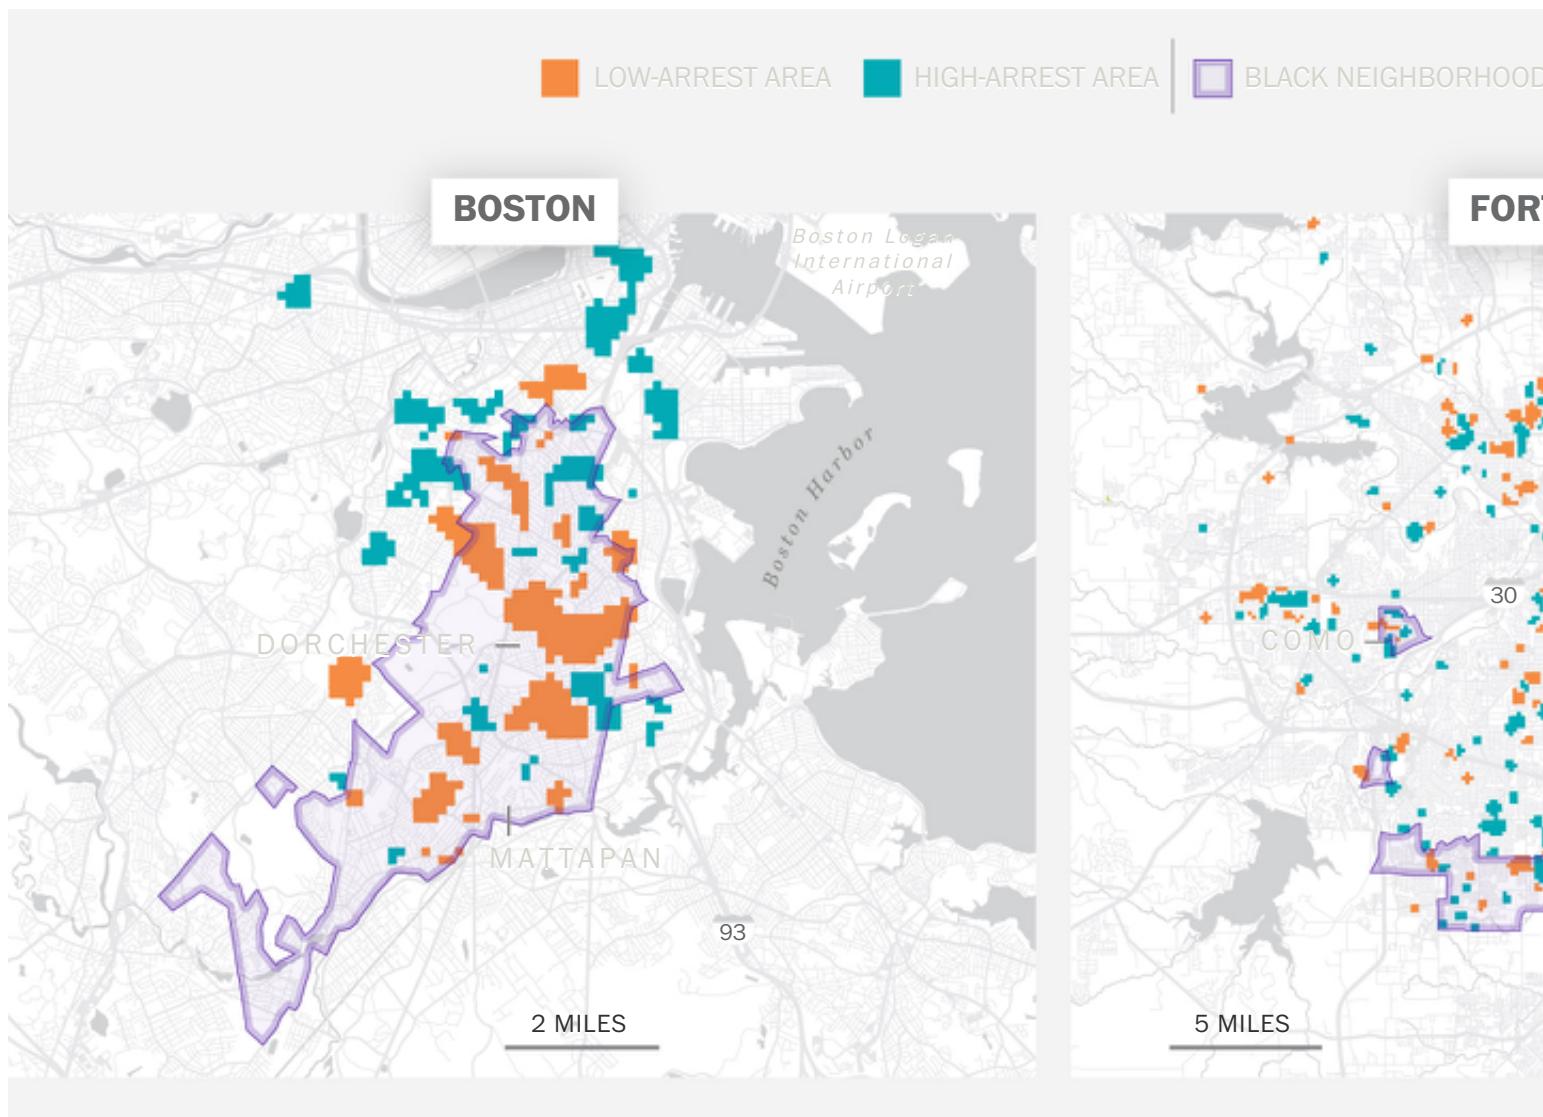 LOW-ARREST AREA
HIGH-ARREST AREA
BLACK NEIGHBORHOOD
BOSTON
FORT
Boston Logan
International
Airport
Boston Harbor
DORCHESTER
MATTAPAN
93
2 MILES
30
COMO
5 MILES